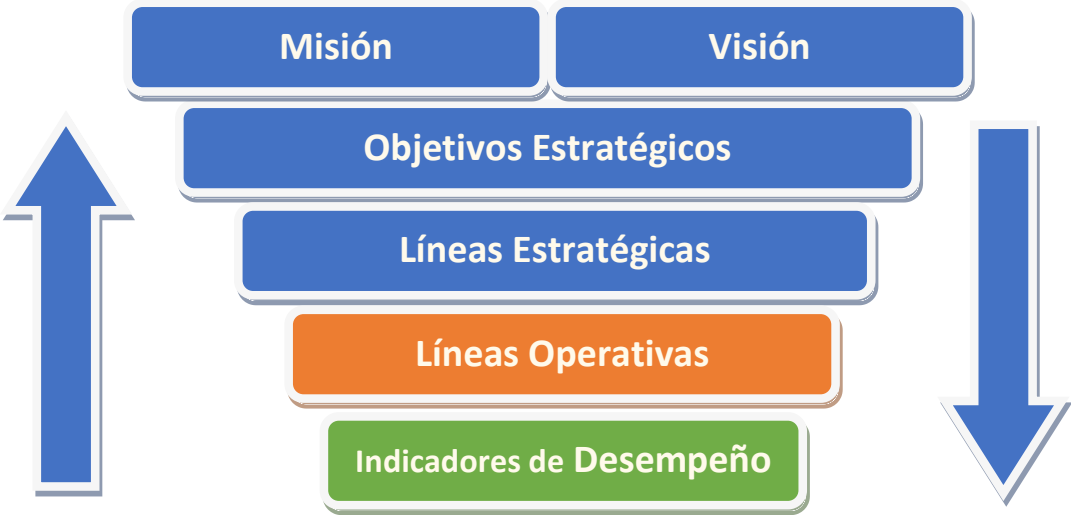 Misión
Visión
Objetivos Estratégicos
Líneas Estratégicas
Líneas Operativas
Indicadores de Desempeño